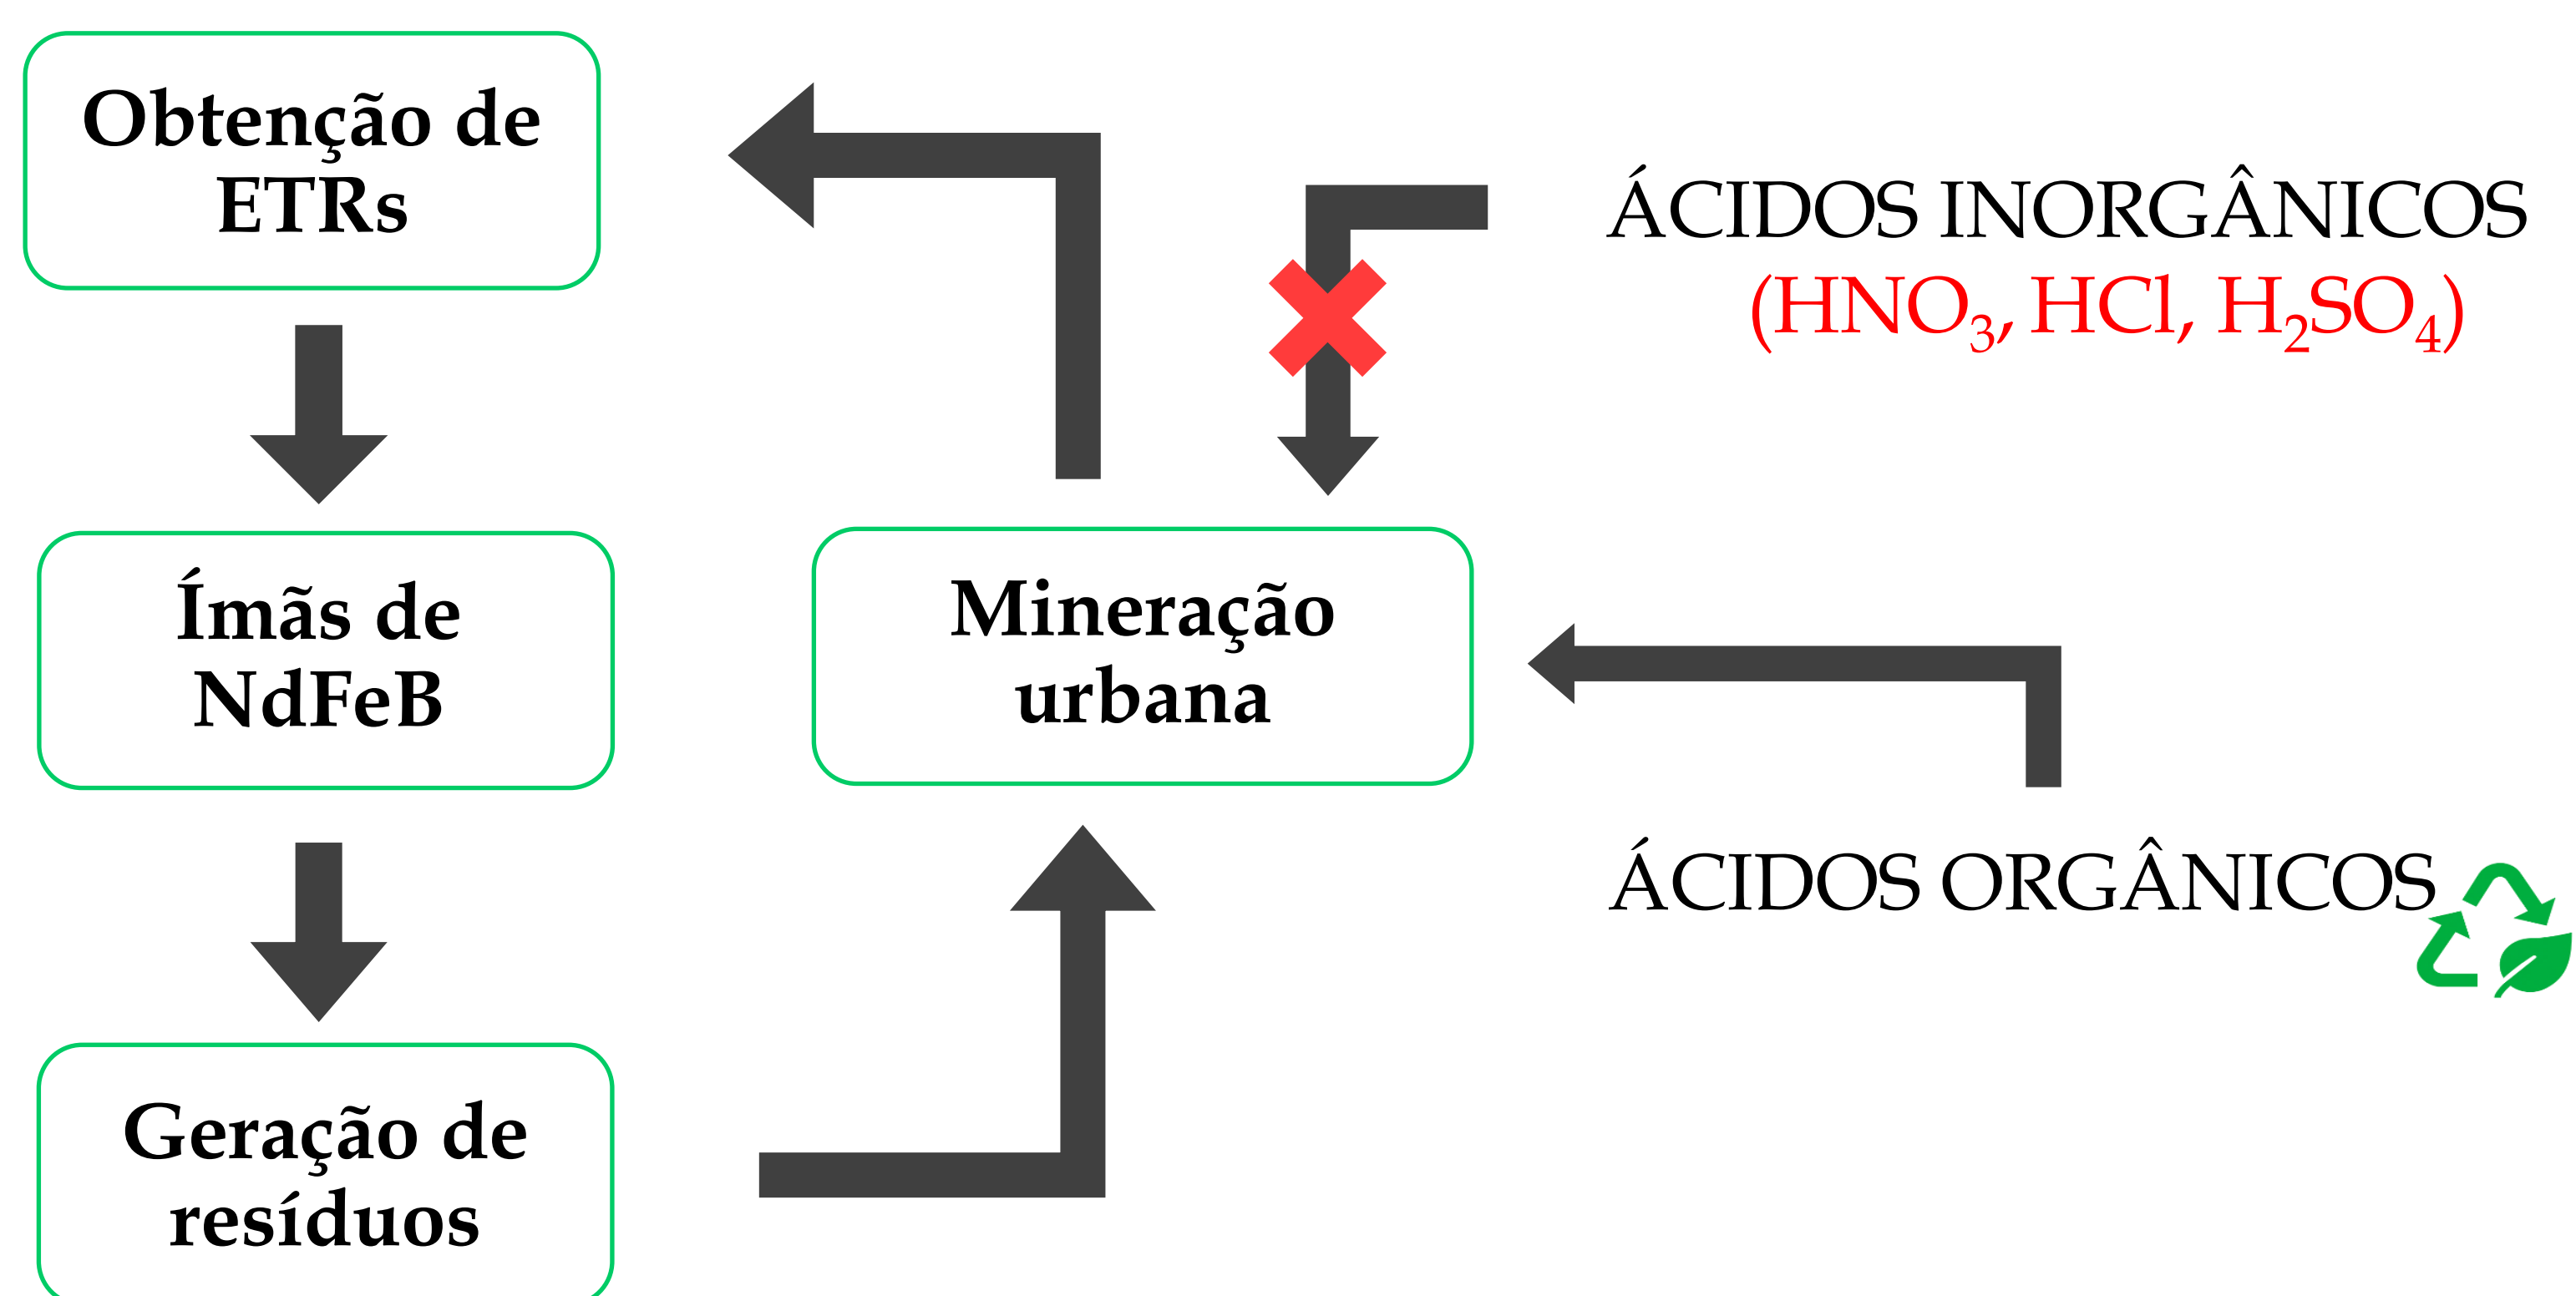 Obtenção de
ETRs
ÁCIDOS INORGÂNICOS
(HNO₃, HCl, H₂SO₄)
Ímãs de
NdFeB
Mineração
urbana
ÁCIDOS ORGÂNICOS
Geração de
resíduos